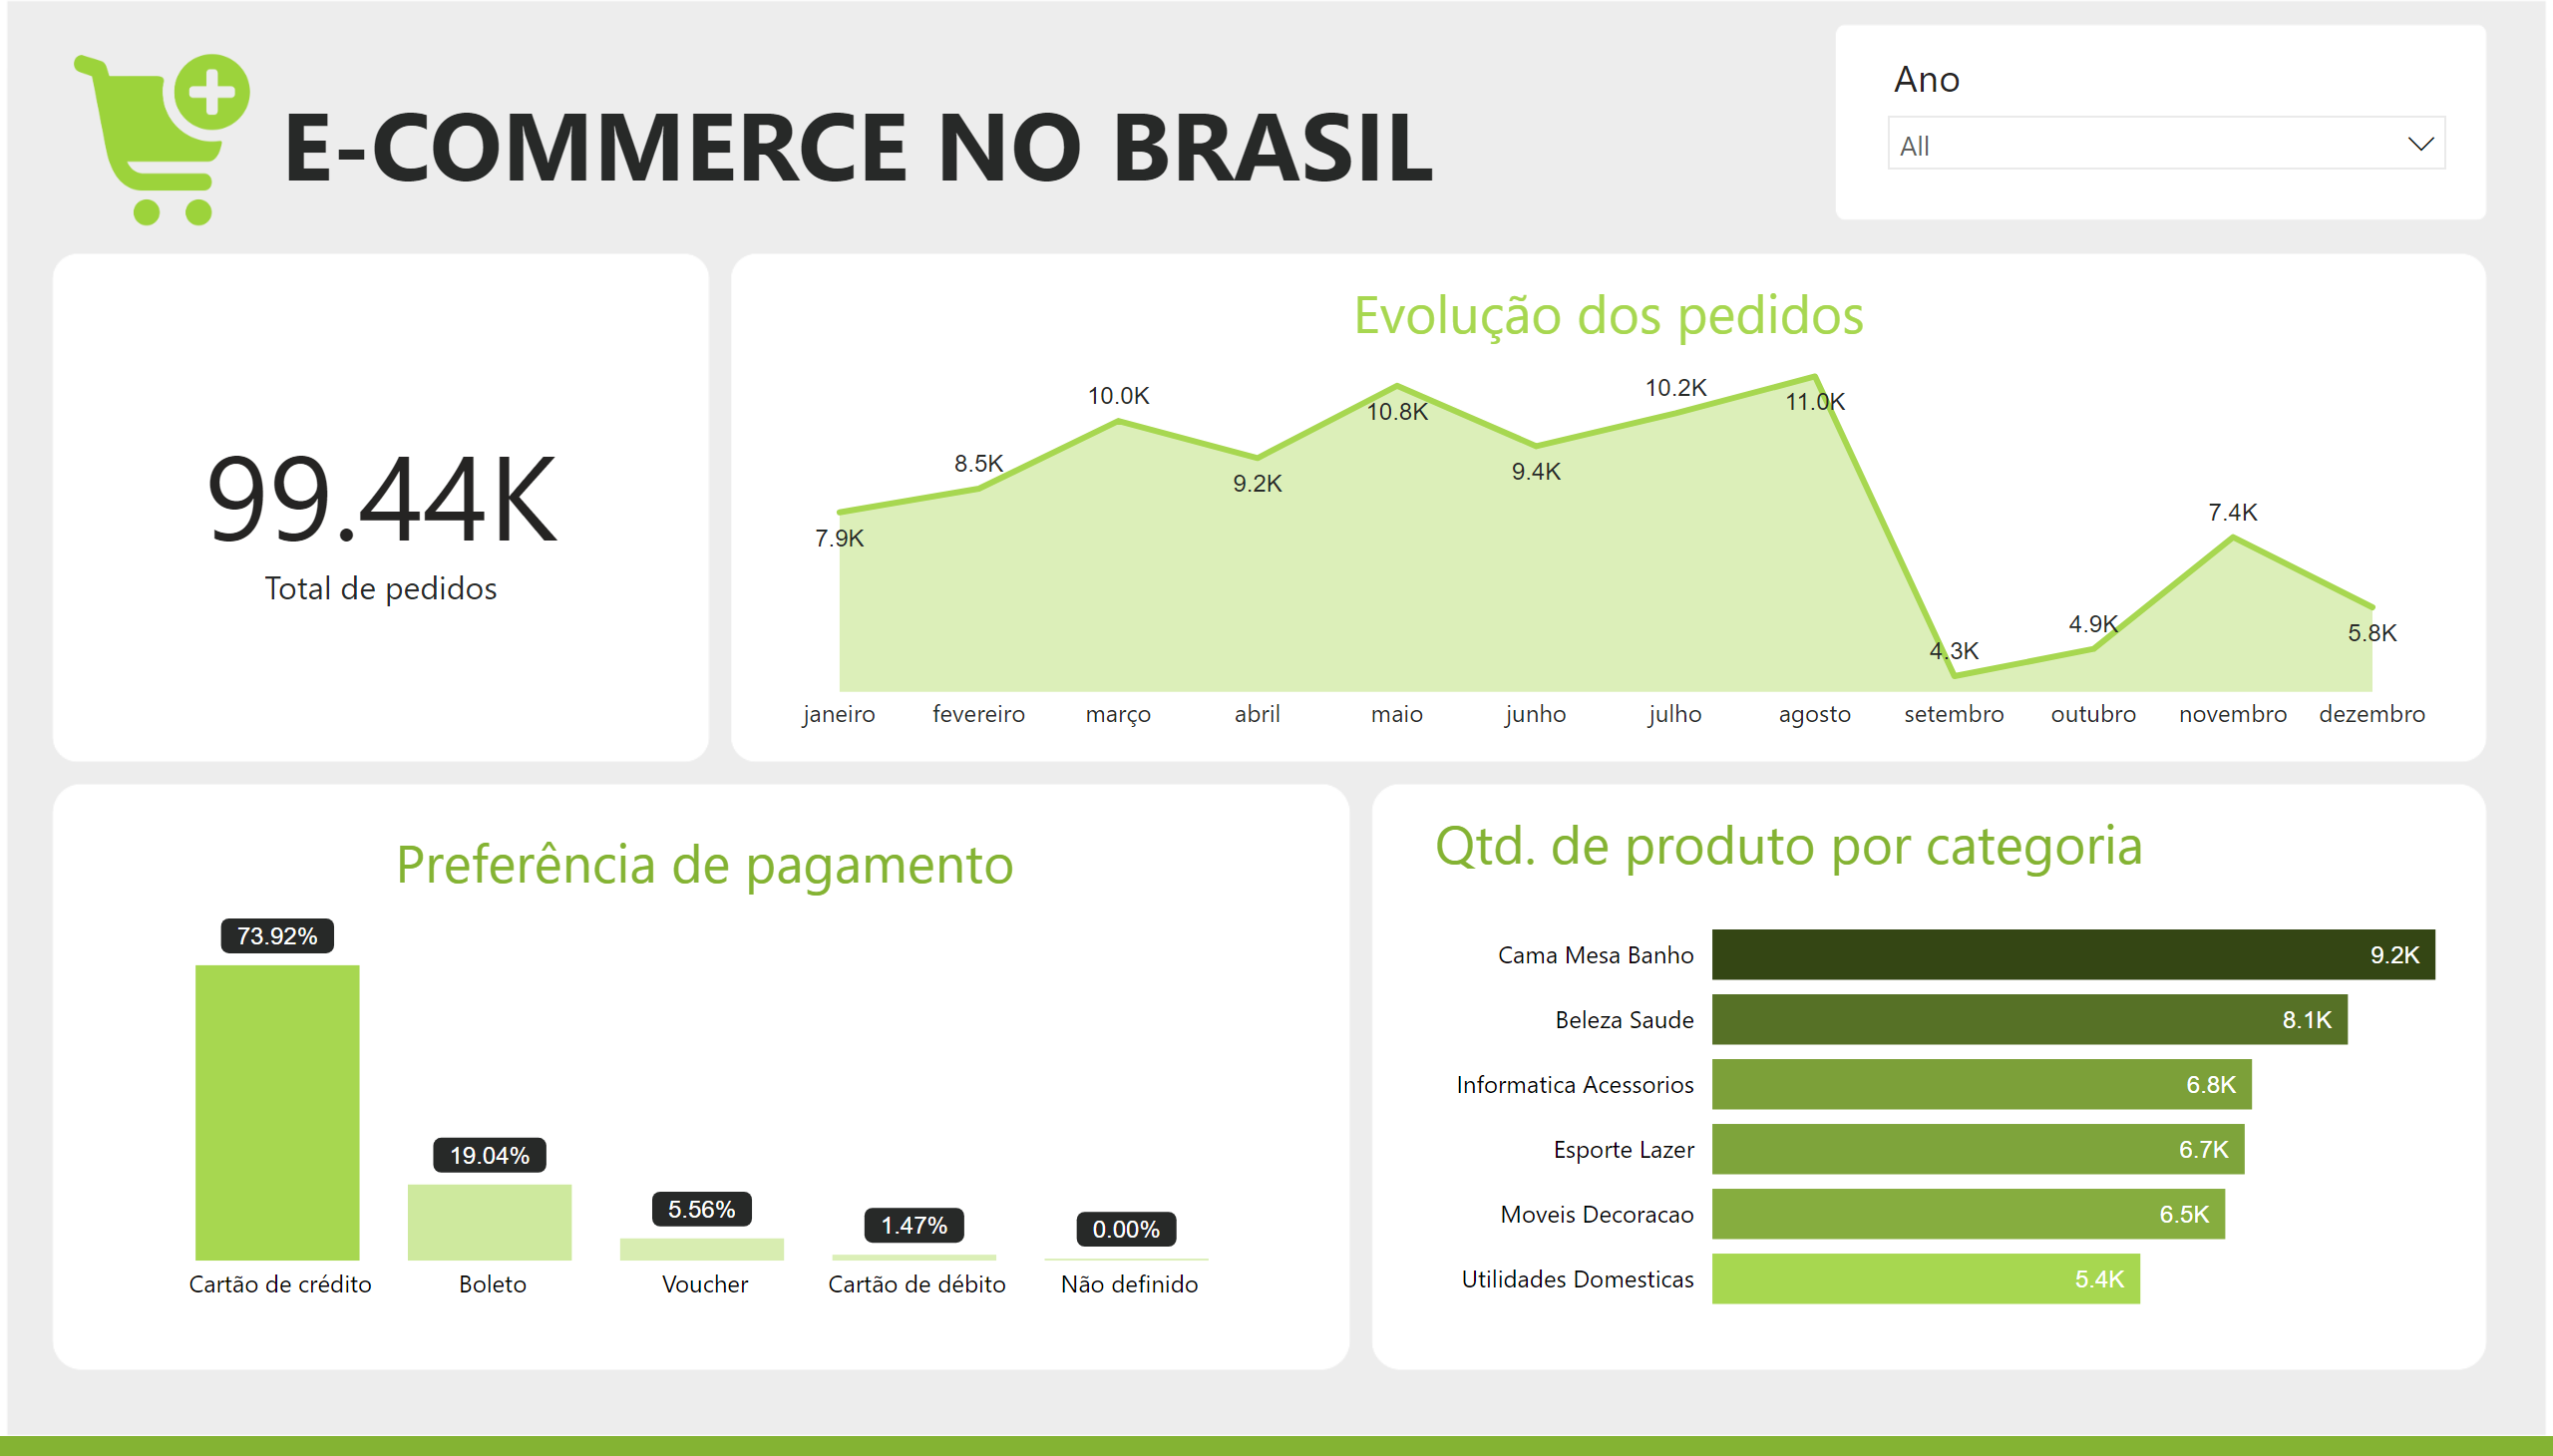 E-COMMERCE NO BRASIL
Ano
All
99.44K
Total de pedidos
Evolução dos pedidos
7.9K
8.5K
10.0K
9.2K
10.8K
9.4K
10.2K
11.0K
4.3K
4.9K
7.4K
5.8K
janeiro fevereiro março abril maio junho julho agosto setembro outubro novembro dezembro
Preferência de pagamento
73.92%
19.04%
5.56%
1.47%
0.00%
Cartão de crédito Boleto Voucher Cartão de débito Não definido
Qtd. de produto por categoria
Cama Mesa Banho 9.2K
Beleza Saude 8.1K
Informatica Acessorios 6.8K
Esporte Lazer 6.7K
Moveis Decoracao 6.5K
Utilidades Domesticas 5.4K